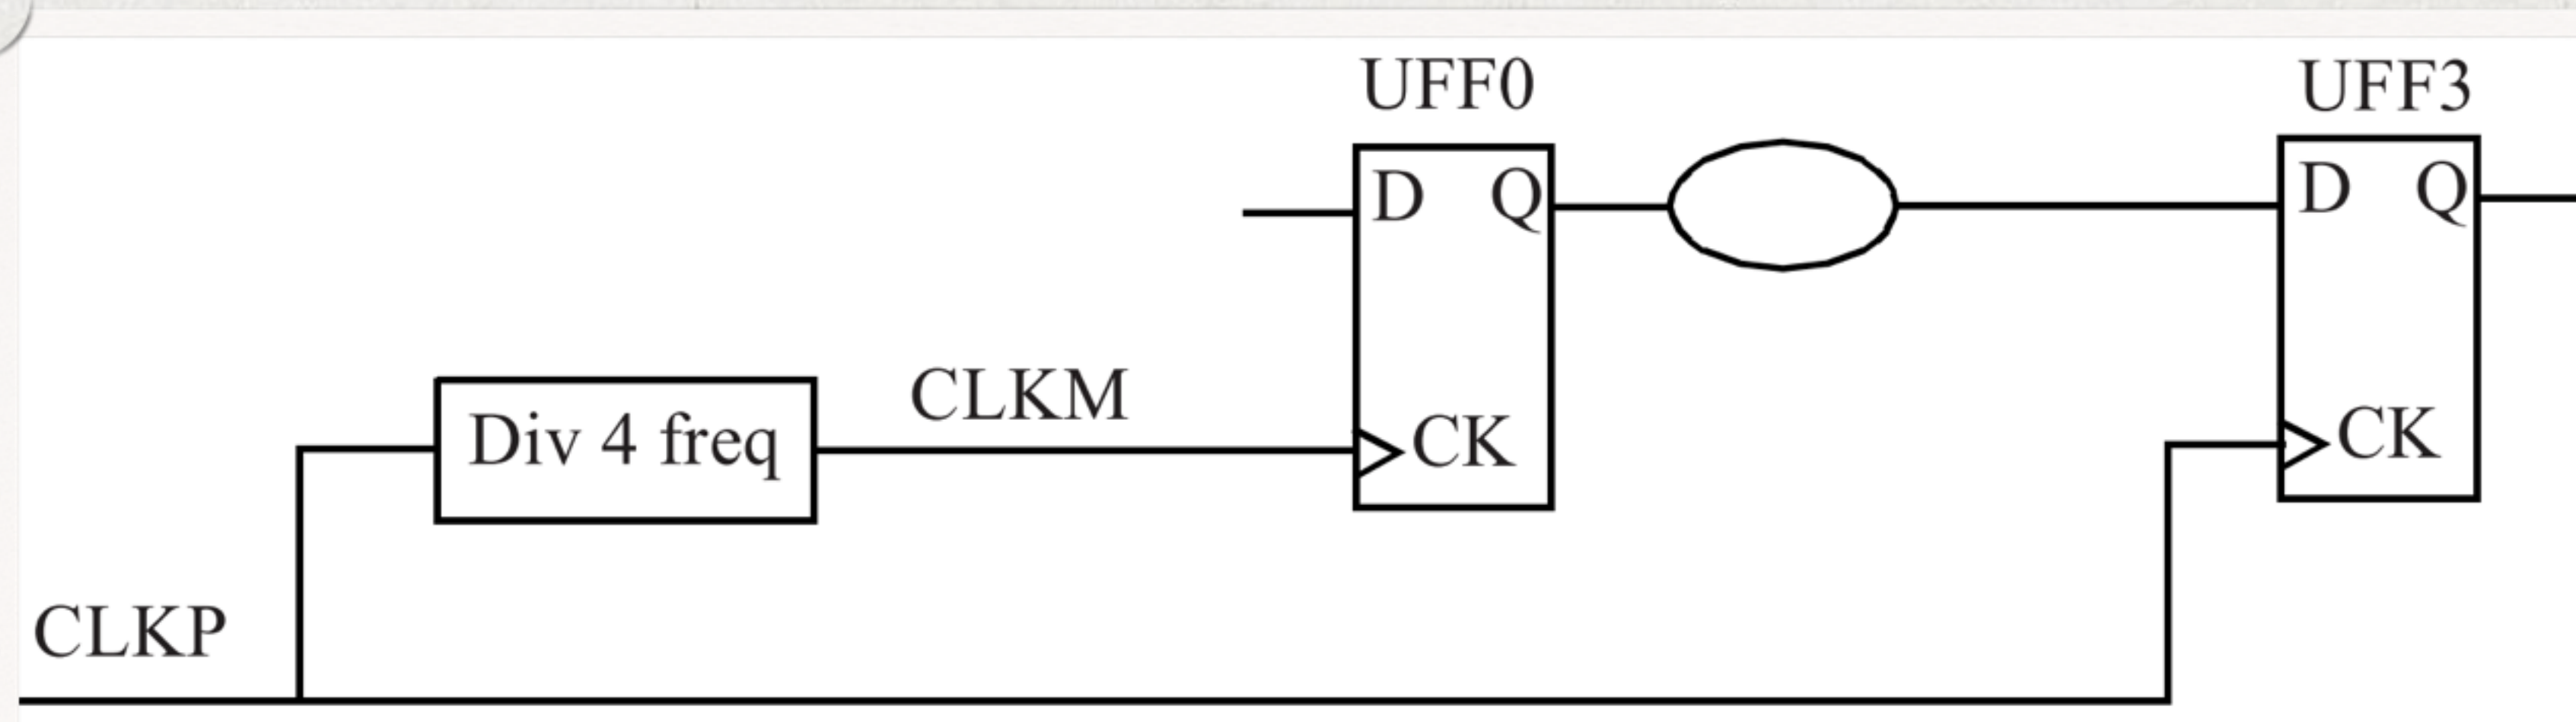 UFF0
UFF3
D Q
D Q
CLKM
Div 4 freq
CK
CK
CLKP